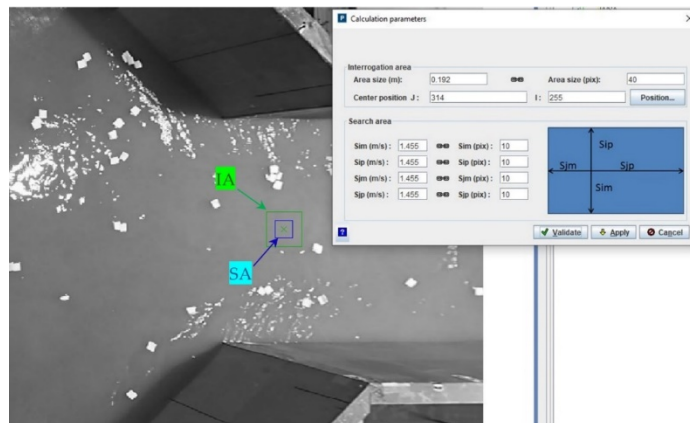 Calculation parameters
Interrogation area
Area size (m): 0.192 Area size (pix): 40
Center position J : 314 I : 255 Position...
Search area
Sim (m/s) : 1.455 Sim (pix) : 10
Sip (m/s) : 1.455 Sip (pix) : 10
Sjm (m/s) : 1.455 Sjm (pix) : 10
Sjp (m/s) : 1.455 Sjp (pix) : 10
Sip
Sjm Sjp
Sim
? Validate Apply Cancel
IA
SA